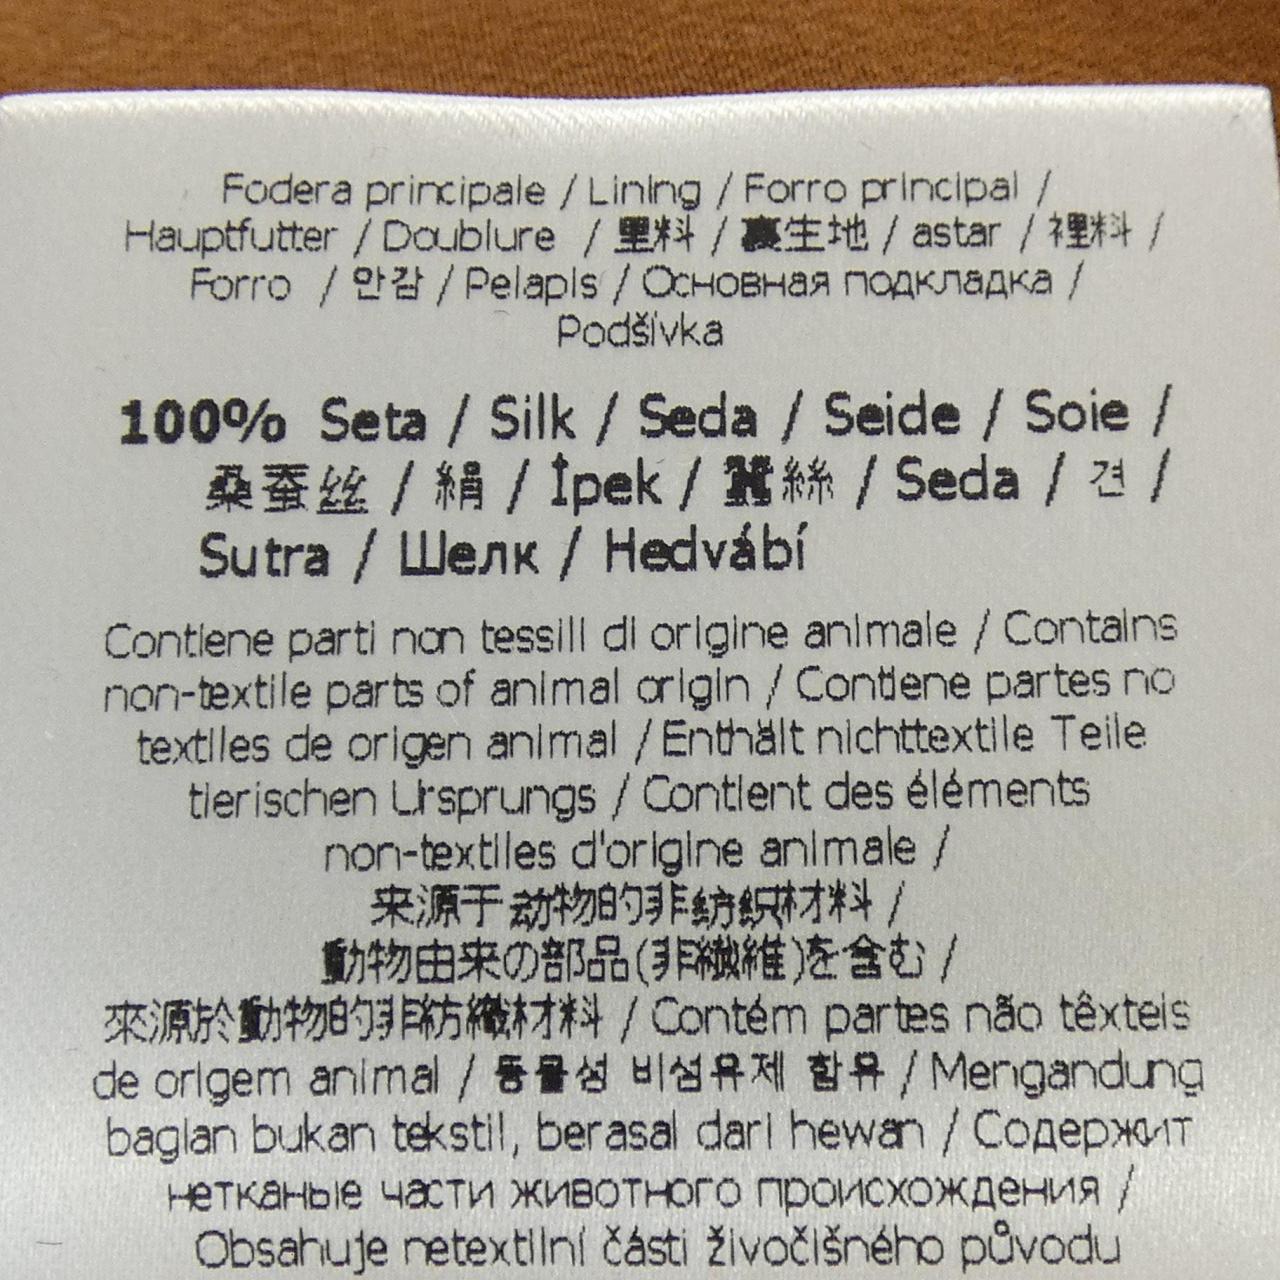 Fodera principale / Lining / Forro principal /
Hauptfutter / Doublure / 里料 / 裏生地 / astar / 裡料 /
Forro / 안감 / Pelapis / Основная подкладка /
Podšívka
100% Seta / Silk / Seda / Seide / Soie /
桑蚕丝 / 絹 / İpek / 蠶絲 / Seda / 견 /
Sutra / Шелк / Hedvábí
Contiene parti non tessili di origine animale / Contains
non-textile parts of animal origin / Contiene partes no
textiles de origen animal / Enthält nichttextile Teile
tierischen Ursprungs / Contient des éléments
non-textiles d'origine animale /
来源于动物的非纺织材料 /
動物由来の部品(非繊維)を含む /
來源於動物的非紡織材料 / Contém partes não têxteis
de origem animal / 동물성 비섬유제 함유 / Mengandung
bagian bukan tekstil, berasal dari hewan / Содержит
нетканые части животного происхождения /
Obsahuje netextilní části živočišného původu